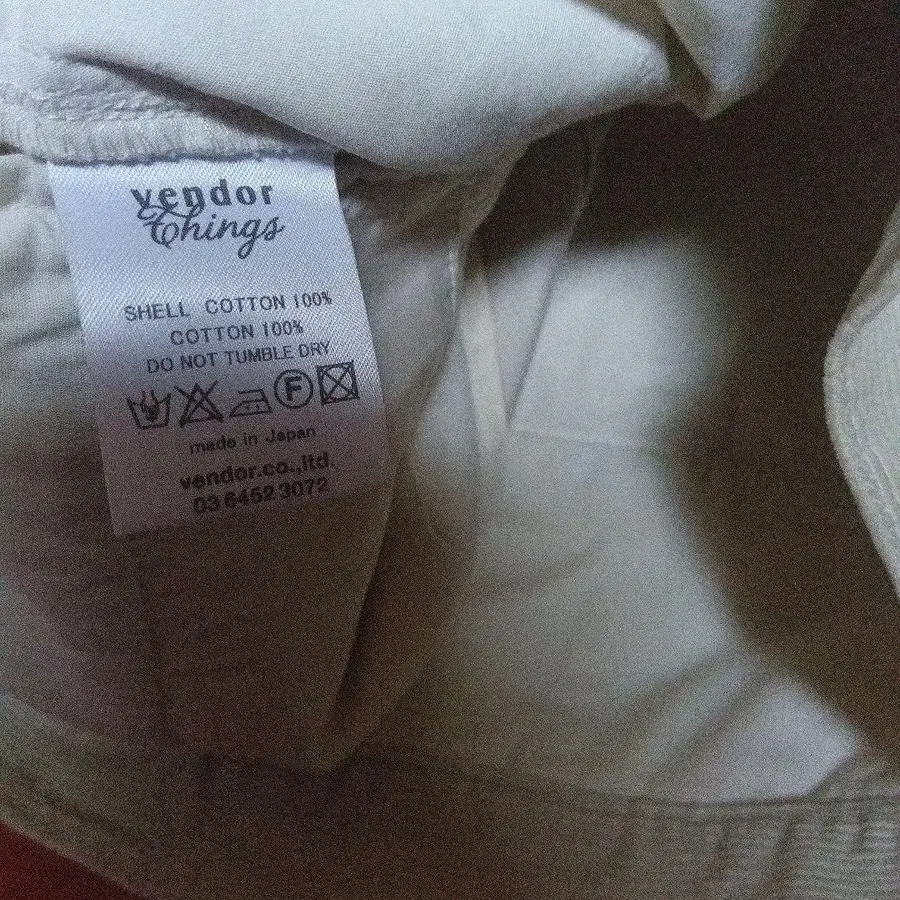 vendor
Things
SHELL COTTON 100%
COTTON 100%
DO NOT TUMBLE DRY
F
made in Japan
vendor.co.,ltd.
03 6452 3072